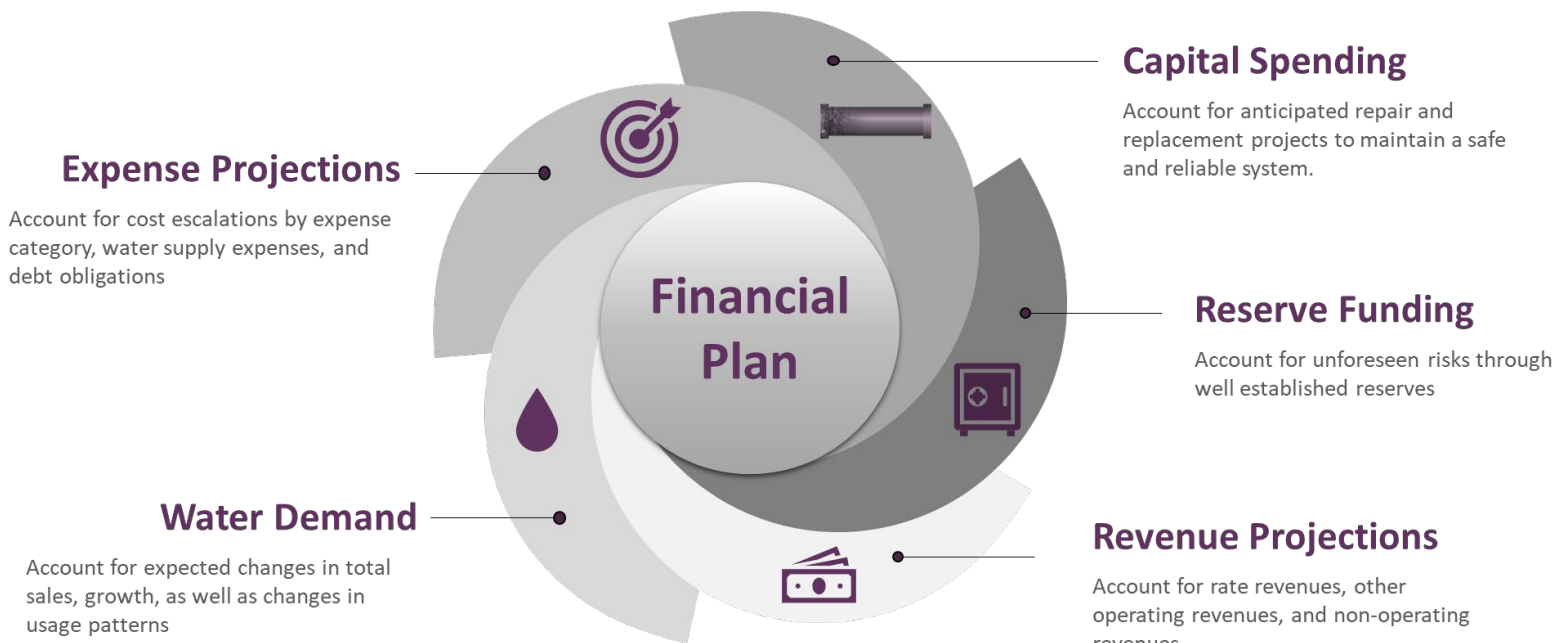 Capital Spending
Account for anticipated repair and
replacement projects to maintain a safe
and reliable system.
Expense Projections
Account for cost escalations by expense
category, water supply expenses, and
debt obligations
Financial
Plan
Reserve Funding
Account for unforeseen risks through
well established reserves
Water Demand
Account for expected changes in total
sales, growth, as well as changes in
usage patterns
Revenue Projections
Account for rate revenues, other
operating revenues, and non-operating
revenues